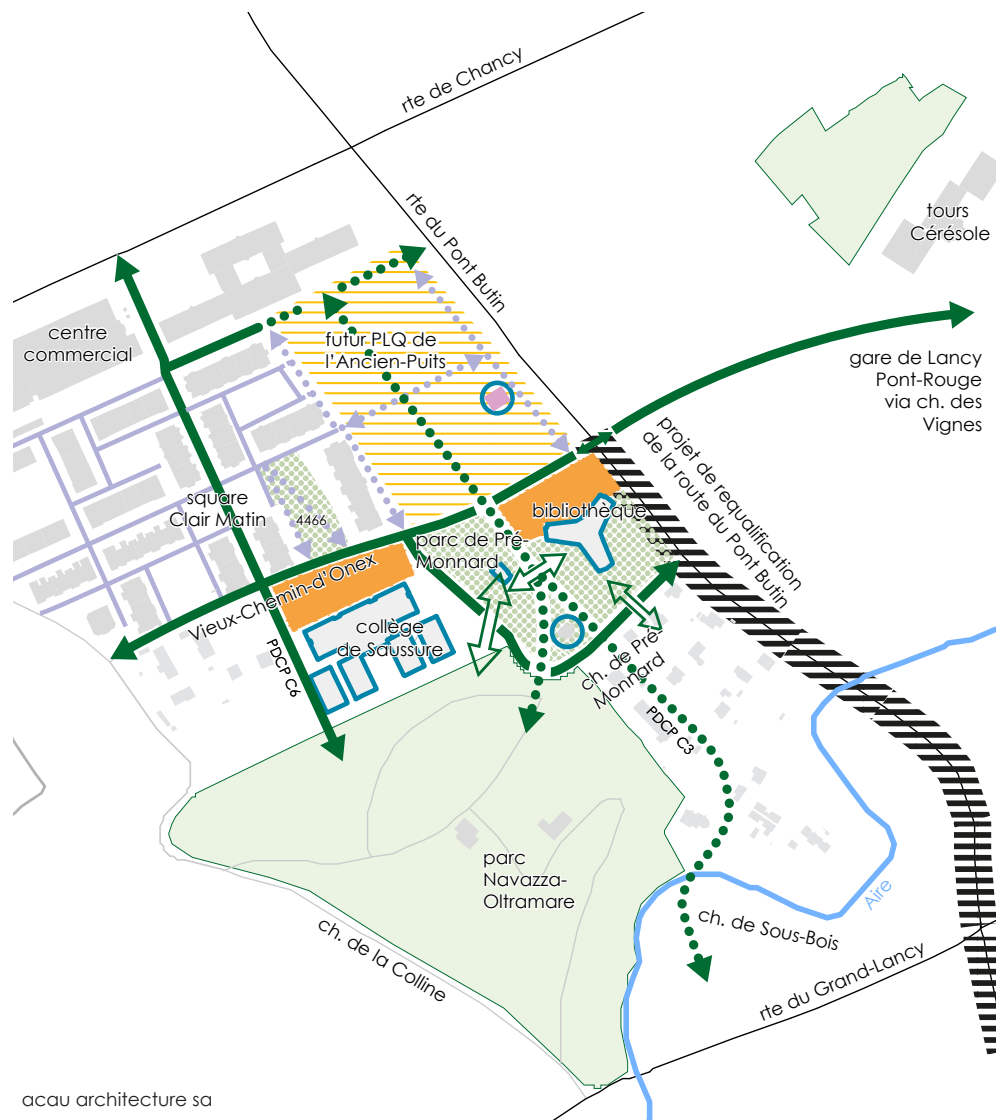 rte de Chancy
rte du Pont Butin
tours
Cérésole
centre
commercial
futur PLQ de
l'Ancien-Puits
gare de Lancy
Pont-Rouge
via ch. des
Vignes
projet de requalification
de la route du Pont Butin
square
Clair Matin
4466
bibliothèque
parc de Pré-
Monnard
Vieux-Chemin-d'Onex
collège
de Saussure
PDCP C6
ch. de Pré-
Monnard
PDCP C3
parc
Navazza-
Oltramare
Aire
ch. de Sous-Bois
ch. de la Colline
rte du Grand-Lancy
acau architecture sa